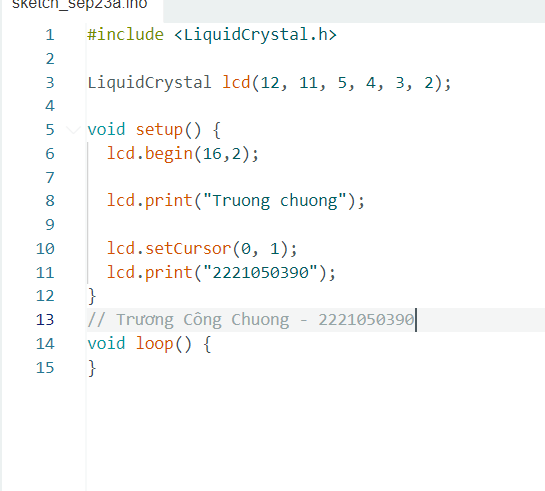 sketch_sep23a.ino
1 #include <LiquidCrystal.h>
2
3 LiquidCrystal lcd(12, 11, 5, 4, 3, 2);
4
5 void setup() {
6 lcd.begin(16,2);
7
8 lcd.print("Truong chuong");
9
10 lcd.setCursor(0, 1);
11 lcd.print("2221050390");
12 }
13 // Trương Công Chuong - 2221050390
14 void loop() {
15 }